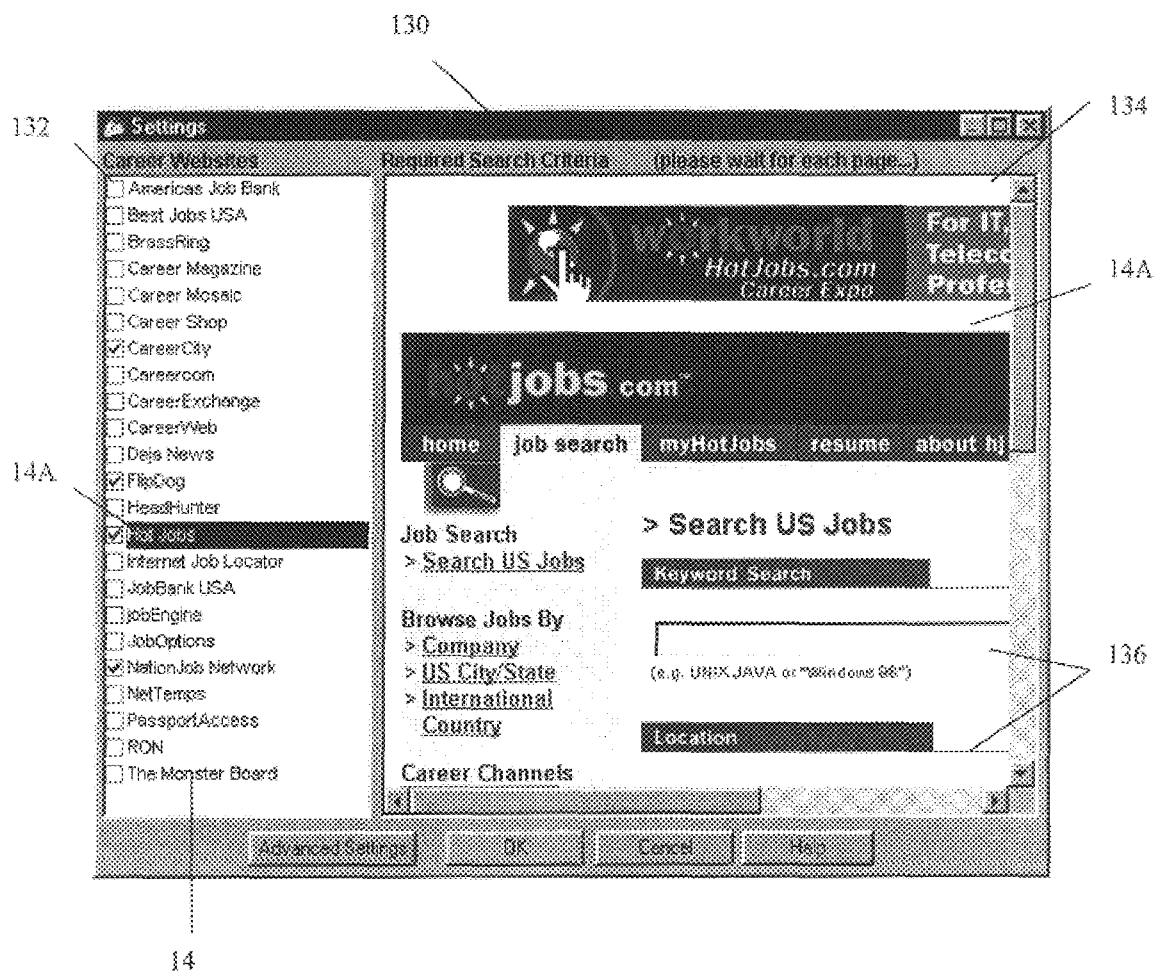 130
132
134
Settings
Career Websites
Required Search Criteria (please wait for each page...)
Americas Job Bank
Best Jobs USA
BrassRing
Career Magazine
Career Mosaic
Career Shop
CareerCity
Careercom
CareerExchange
CareerWeb
Deja News
FlipDog
HeadHunter
Hot Jobs
Internet Job Locator
JobBank USA
jobEngine
JobOptions
NationJob Network
NetTemps
PassportAccess
RON
The Monster Board
14A
14
workworld
HotJobs.com
Career Expo
For IT,
Telecc
Profe
14A
jobs.com™
home
job search
myHotJobs
resume
about hj
Job Search
> Search US Jobs
Browse Jobs By
> Company
> US City/State
> International
Country
Career Channels
> Search US Jobs
Keyword Search
(e.g. UNIX,JAVA or "Windows 98")
Location
136
Advanced Settings
OK
Cancel
Help